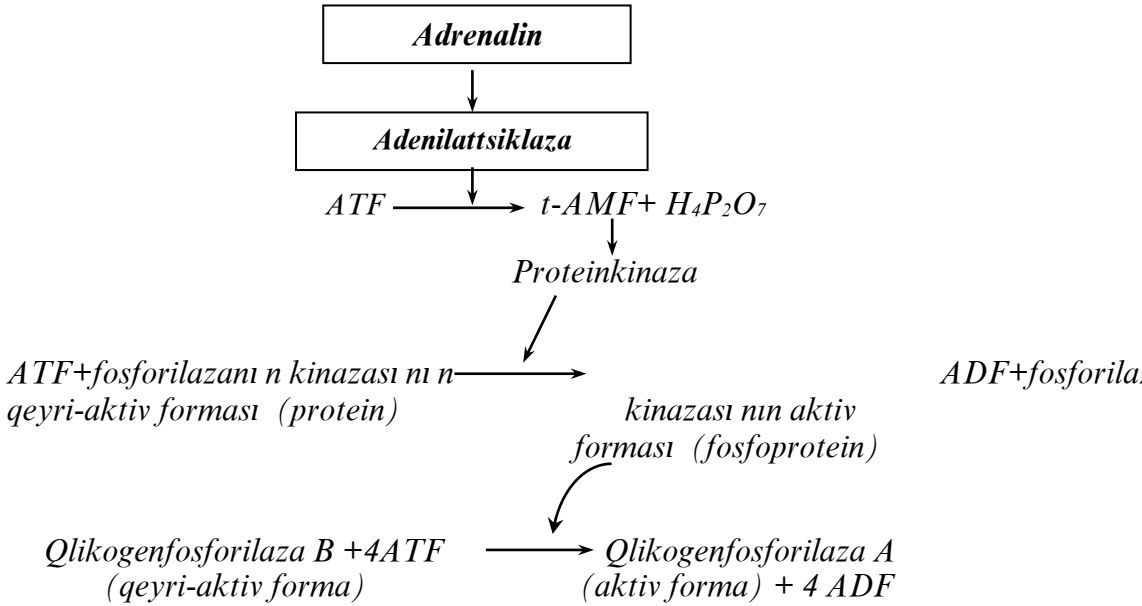 Adrenalin
Adenilattsiklaza
ATF t-AMF+ H₄P₂O₇
Proteinkinaza
ATF+fosforilazanı n kinazası nı n ADF+fosforila
qeyri-aktiv forması (protein) kinazası nın aktiv
forması (fosfoprotein)
Qlikogenfosforilaza B +4ATF Qlikogenfosforilaza A
(qeyri-aktiv forma) (aktiv forma) + 4 ADF